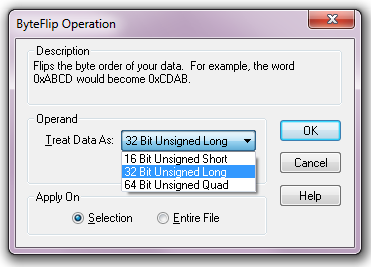 ByteFlip Operation
Description
Flips the byte order of your data. For example, the word
0xABCD would become 0xCDAB.
Operand
Treat Data As: 32 Bit Unsigned Long
16 Bit Unsigned Short
32 Bit Unsigned Long
64 Bit Unsigned Quad
Apply On
Selection Entire File
OK
Cancel
Help